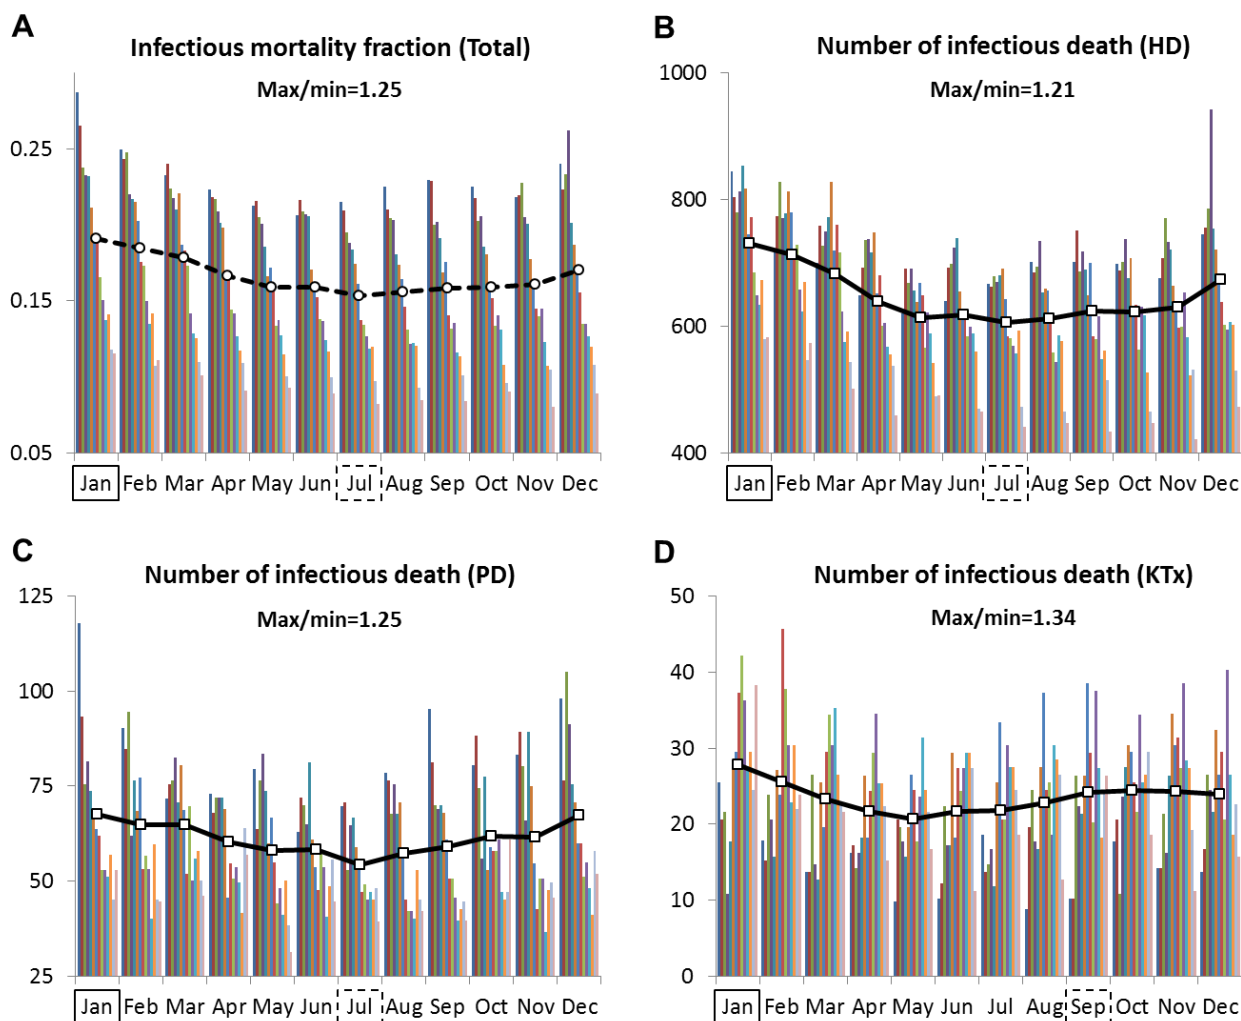 A
Infectious mortality fraction (Total)
Max/min=1.25
0.25
0.15
0.05
Jan Feb Mar Apr May Jun Jul Aug Sep Oct Nov Dec
B
Number of infectious death (HD)
Max/min=1.21
1000
800
600
400
Jan Feb Mar Apr May Jun Jul Aug Sep Oct Nov Dec
C
Number of infectious death (PD)
Max/min=1.25
125
100
75
50
25
Jan Feb Mar Apr May Jun Jul Aug Sep Oct Nov Dec
D
Number of infectious death (KTx)
Max/min=1.34
50
40
30
20
10
0
Jan Feb Mar Apr May Jun Jul Aug Sep Oct Nov Dec